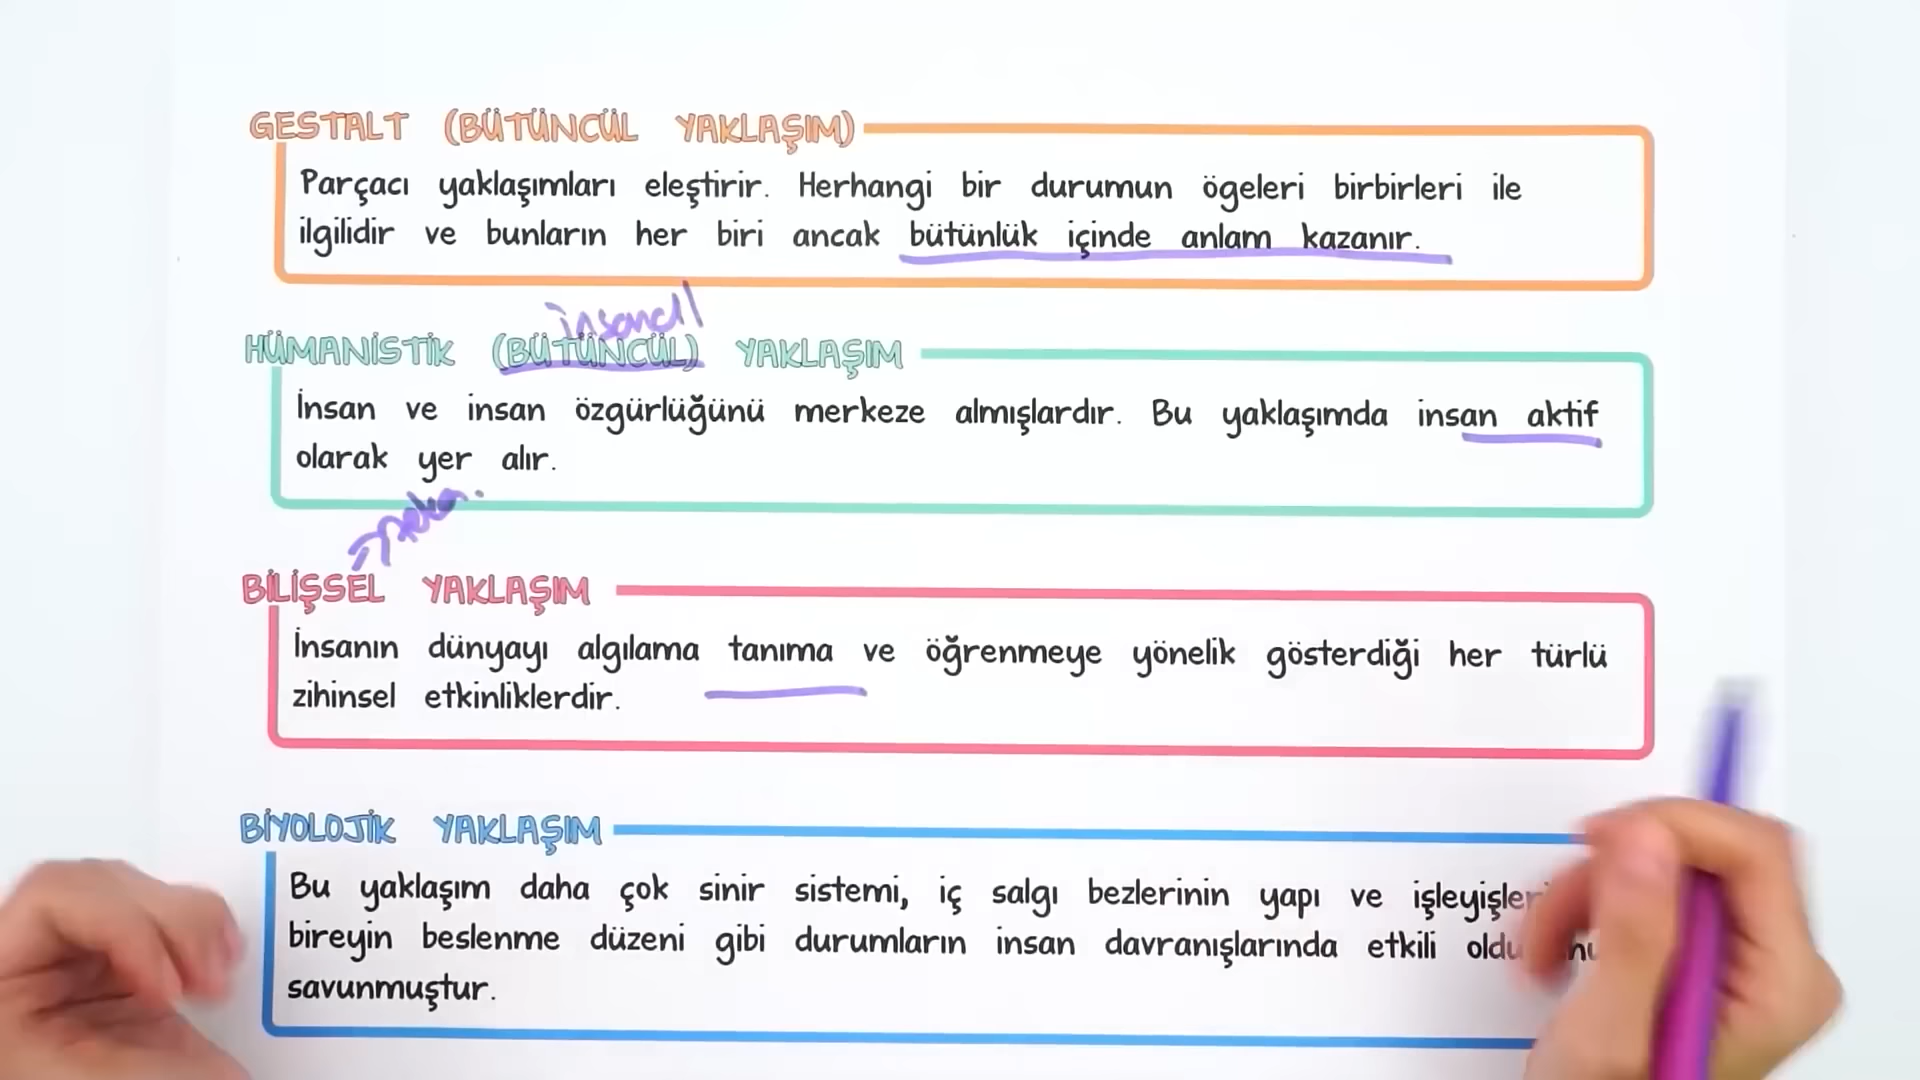 GESTALT (BÜTÜNCÜL YAKLAŞIM)
Parçacı yaklaşımları eleştirir. Herhangi bir durumun ögeleri birbirleri ile
ilgilidir ve bunların her biri ancak bütünlük içinde anlam kazanır.
HÜMANİSTİK (BÜTÜNCÜL) YAKLAŞIM
İnsan ve insan özgürlüğünü merkeze almışlardır. Bu yaklaşımda insan aktif
olarak yer alır.
BİLİŞSEL YAKLAŞIM
İnsanın dünyayı algılama tanıma ve öğrenmeye yönelik gösterdiği her türlü
zihinsel etkinliklerdir.
BİYOLOJİK YAKLAŞIM
Bu yaklaşım daha çok sinir sistemi, iç salgı bezlerinin yapı ve
bireyin beslenme düzeni gibi durumların insan davranışlarında etkili
savunmuştur.